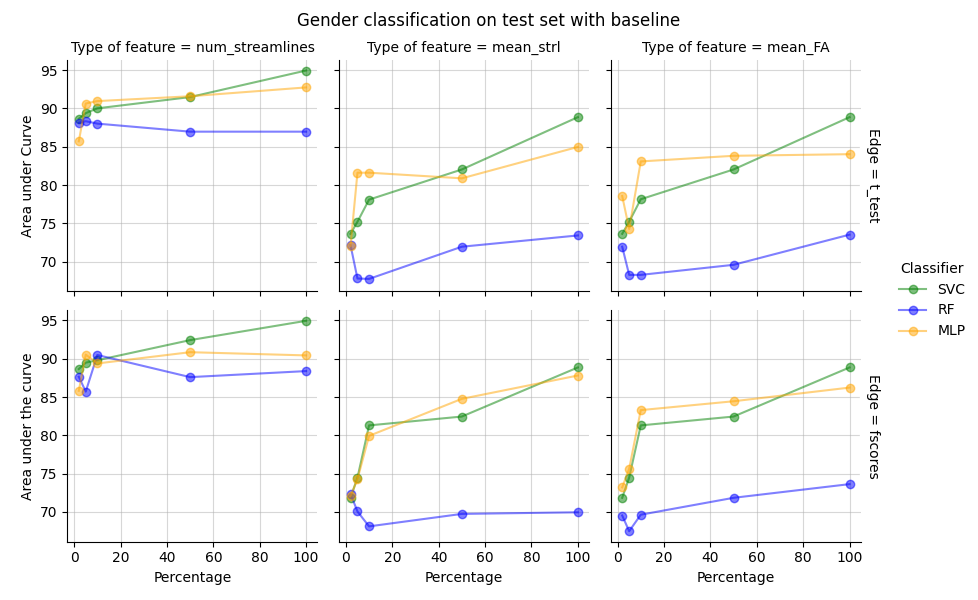 Gender classification on test set with baseline
Type of feature = num_streamlines
Type of feature = mean_strl
Type of feature = mean_FA
Area under Curve
95
90
85
80
75
70
Edge = t_test
Classifier
SVC
RF
MLP
Area under the curve
95
90
85
80
75
70
Edge = fscores
0 20 40 60 80 100
0 20 40 60 80 100
0 20 40 60 80 100
Percentage
Percentage
Percentage